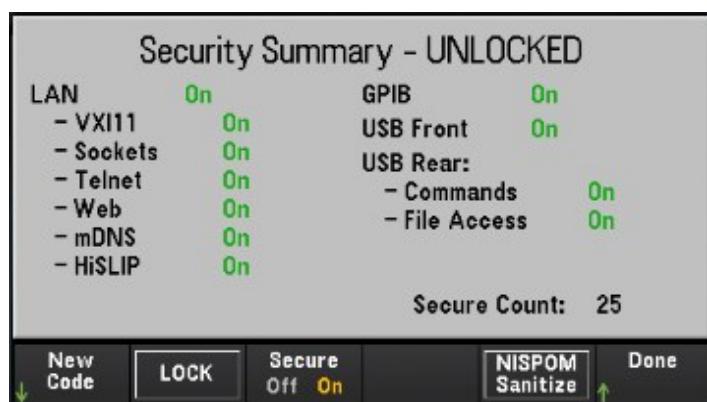 Security Summary - UNLOCKED
LAN On
- VXI11 On
- Sockets On
- Telnet On
- Web On
- mDNS On
- HiSLIP On
GPIB On
USB Front On
USB Rear:
- Commands On
- File Access On
Secure Count: 25
New Code
LOCK
Secure
Off On
NISPOM
Sanitize
Done